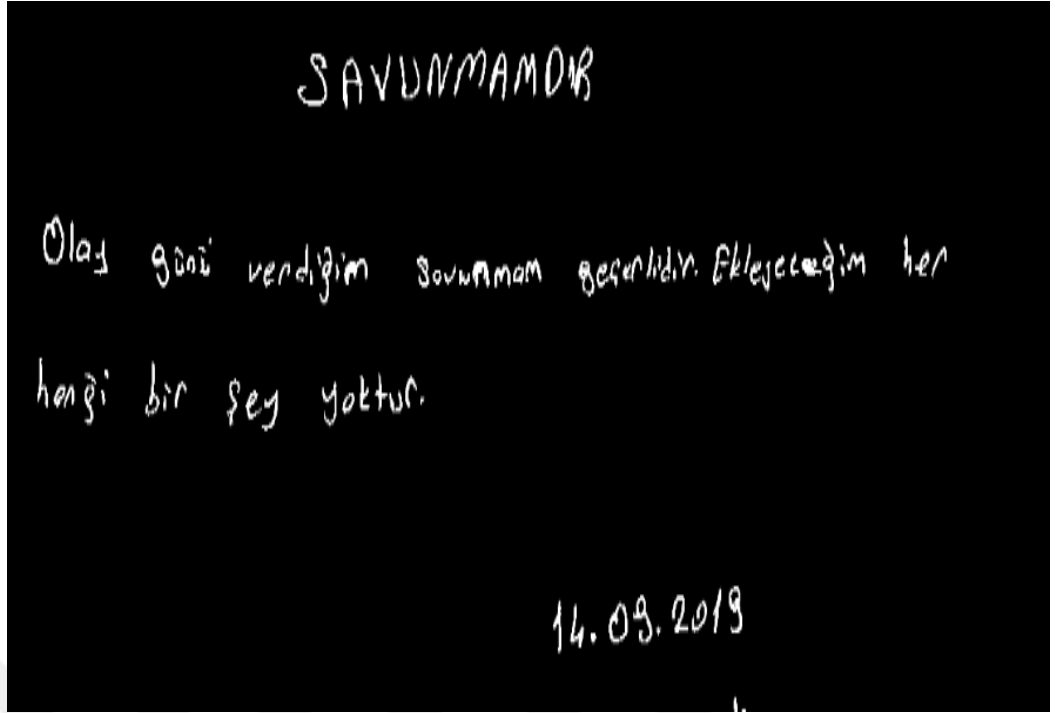 SAVUNMAMDIR
Olay günü verdiğim savunmam geçerlidir. Ekleyeceğim her
hangi bir şey yoktur.
14.09.2019